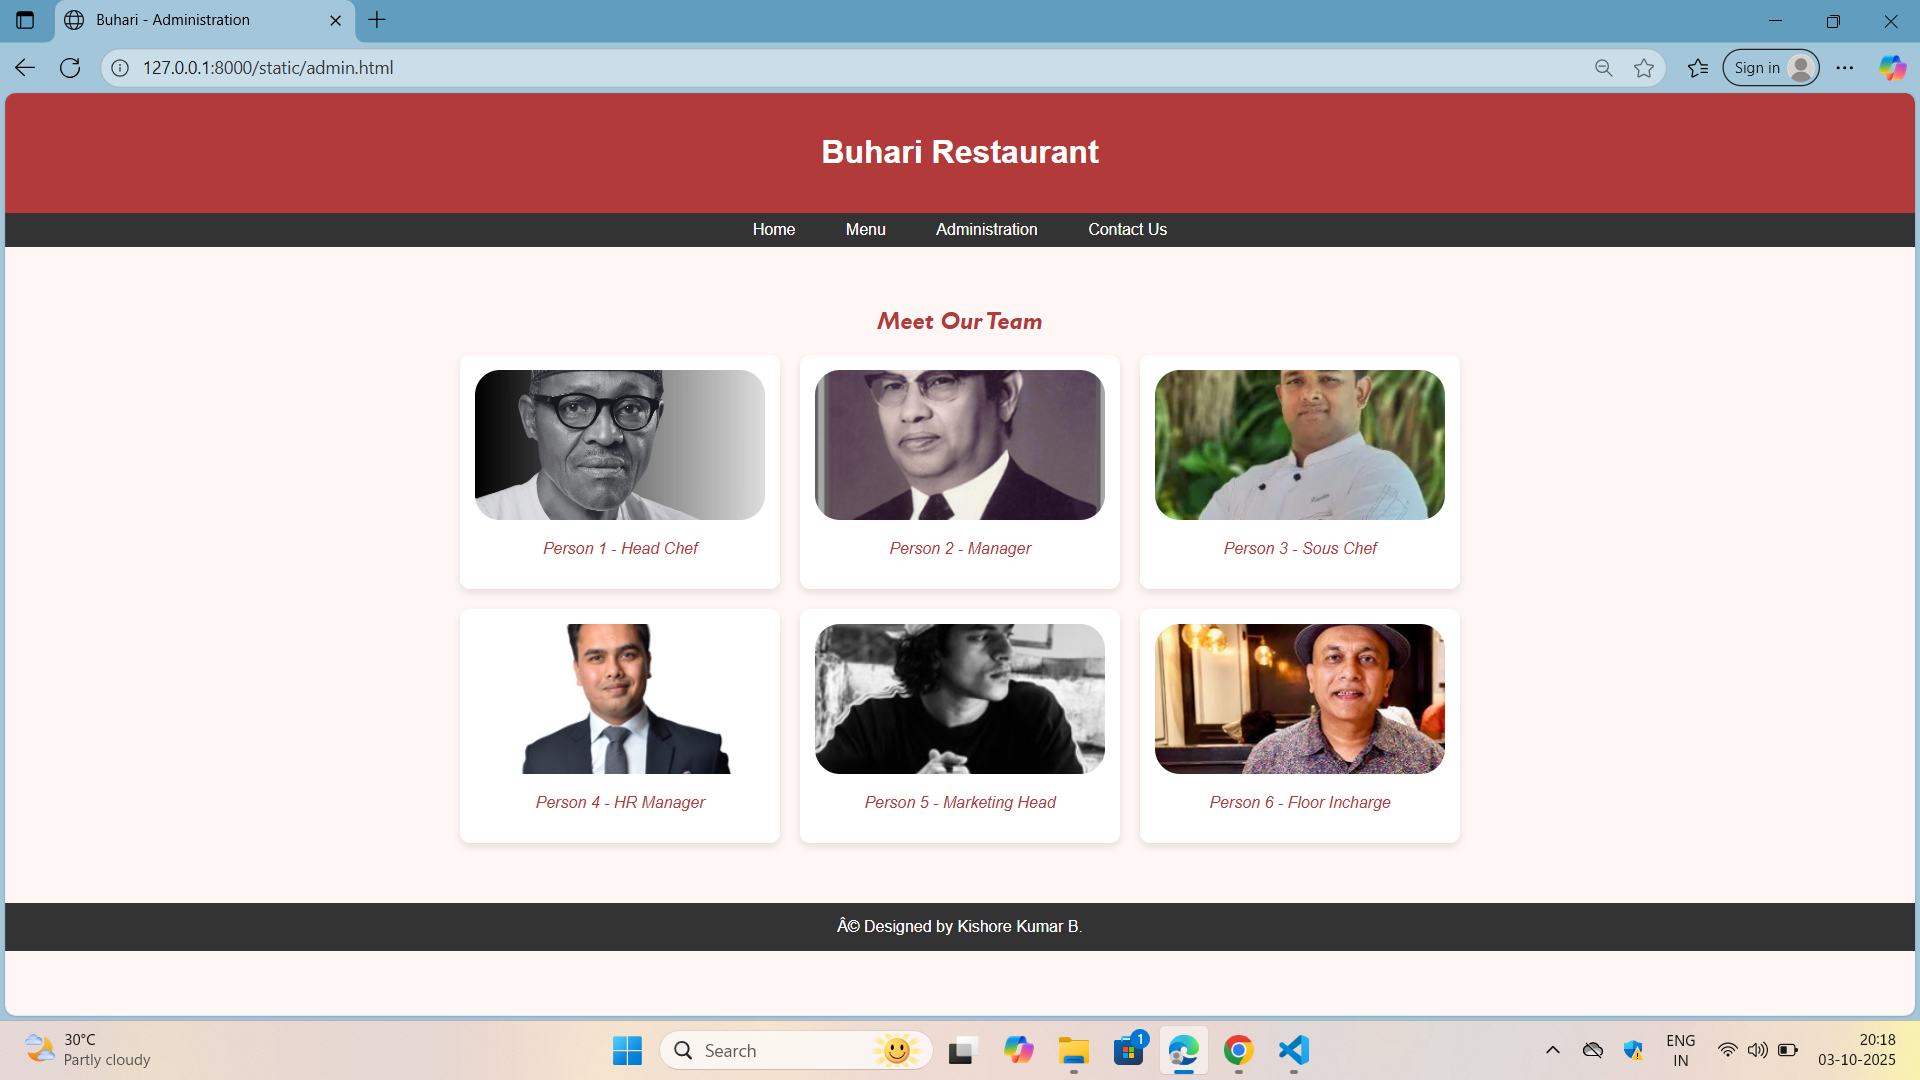 Buhari - Administration
127.0.0.1:8000/static/admin.html
Sign in
Buhari Restaurant
Home Menu Administration Contact Us
Meet Our Team
Person 1 - Head Chef
Person 2 - Manager
Person 3 - Sous Chef
Person 4 - HR Manager
Person 5 - Marketing Head
Person 6 - Floor Incharge
Â© Designed by Kishore Kumar B.
30°C
Partly cloudy
Search
1
ENG
IN
20:18
03-10-2025